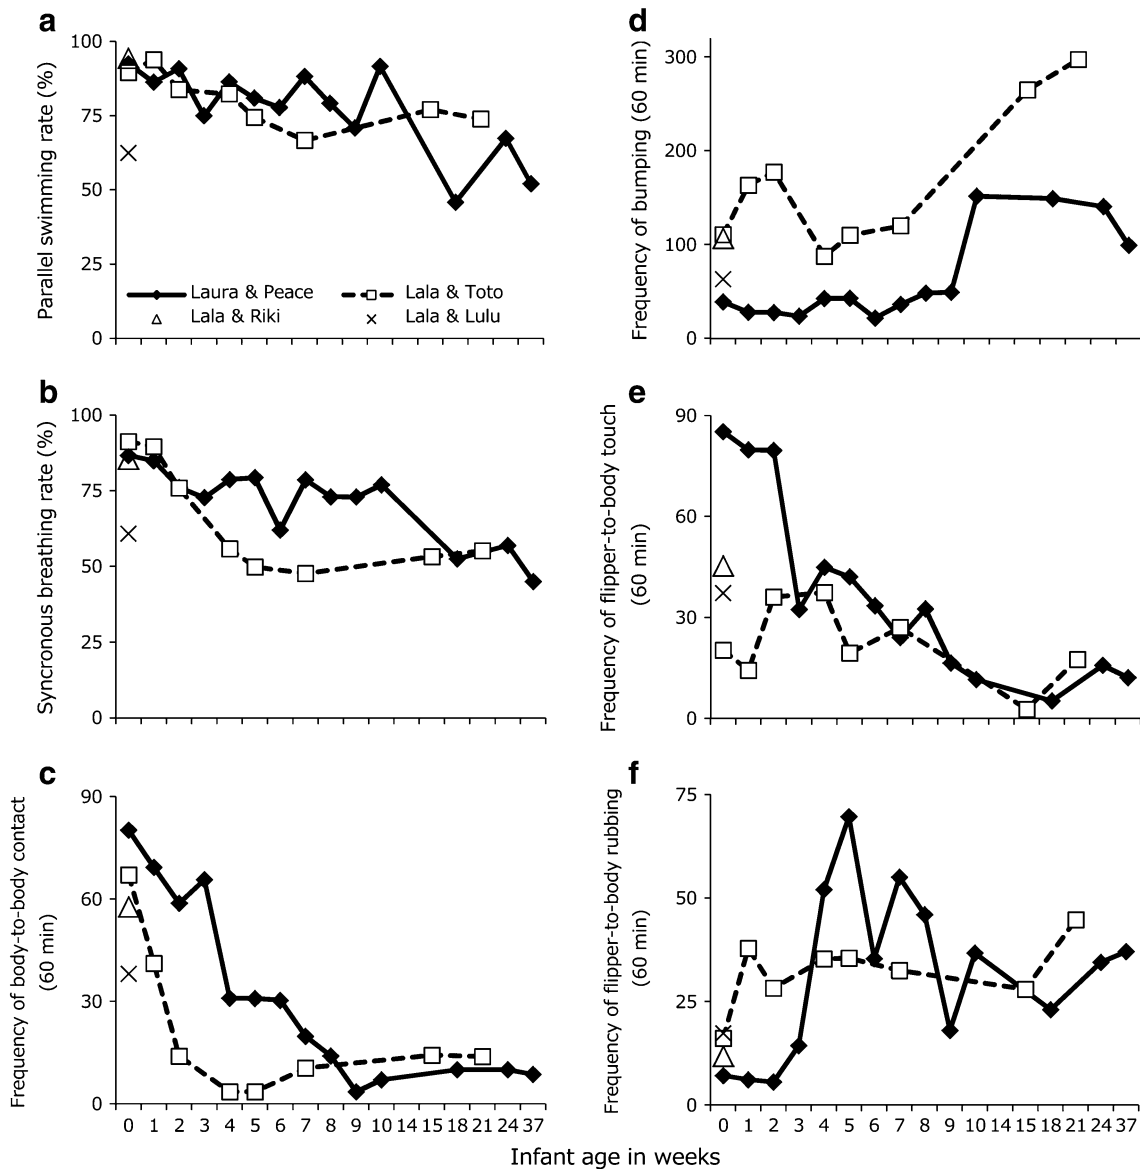 a
Parallel swimming rate (%)
100
75
50
25
0
Laura & Peace
Lala & Toto
Lala & Riki
Lala & Lulu
b
Syncronous breathing rate (%)
100
75
50
25
0
c
Frequency of body-to-body contact
(60 min)
90
60
30
0
0 1 2 3 4 5 6 7 8 9 10 14 15 18 21 24 37
d
Frequency of bumping (60 min)
300
200
100
0
e
Frequency of flipper-to-body touch
(60 min)
90
60
30
0
f
Frequency of flipper-to-body rubbing
(60 min)
75
50
25
0
0 1 2 3 4 5 6 7 8 9 10 14 15 18 21 24 37
Infant age in weeks